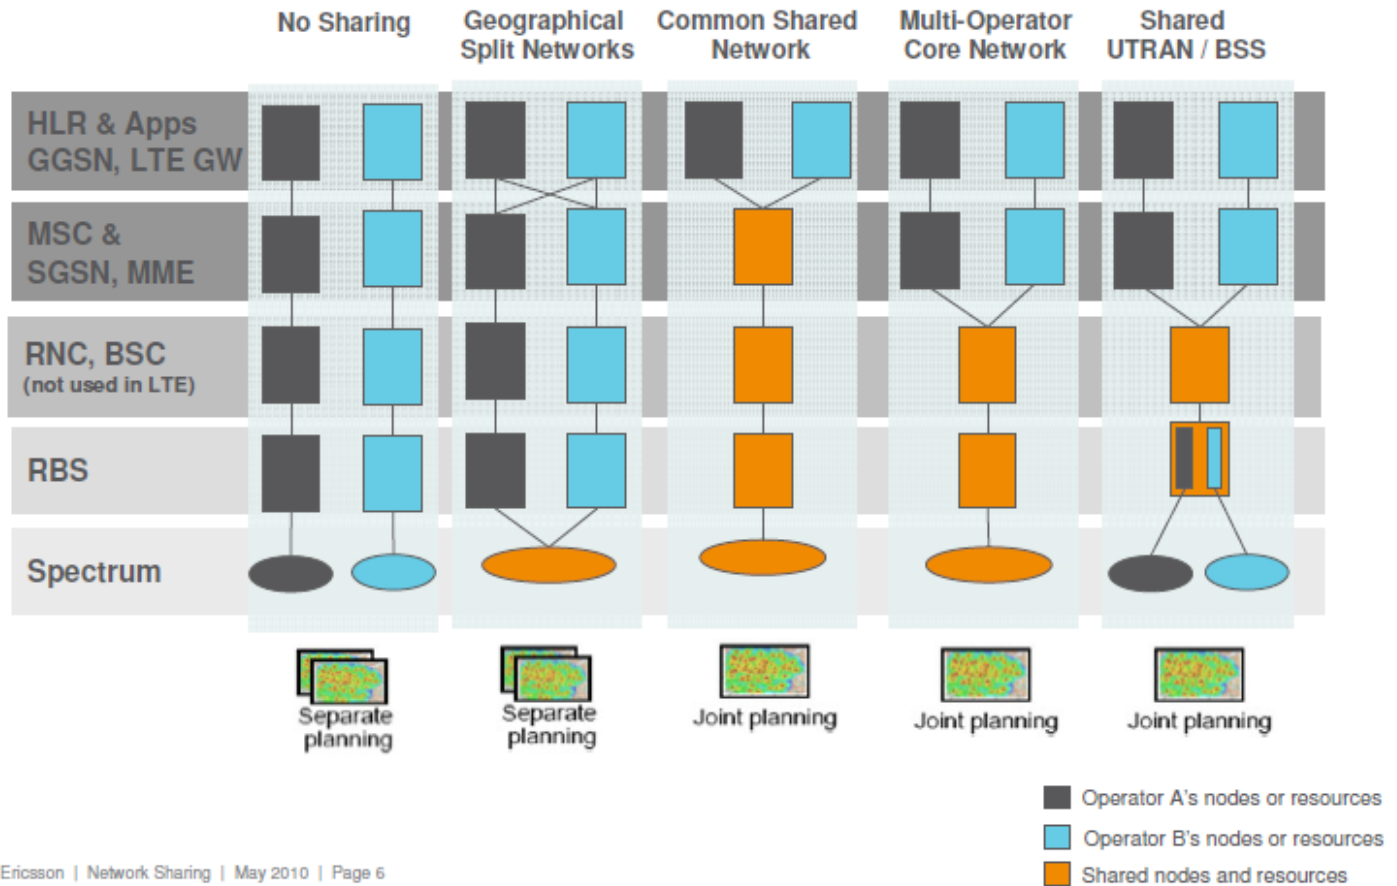 No Sharing
Geographical
Split Networks
Common Shared
Network
Multi-Operator
Core Network
Shared
UTRAN / BSS
HLR & Apps
GGSN, LTE GW
MSC &
SGSN, MME
RNC, BSC
(not used in LTE)
RBS
Spectrum
Separate
planning
Separate
planning
Joint planning
Joint planning
Joint planning
Operator A's nodes or resources
Operator B's nodes or resources
Shared nodes and resources
Ericsson | Network Sharing | May 2010 | Page 6